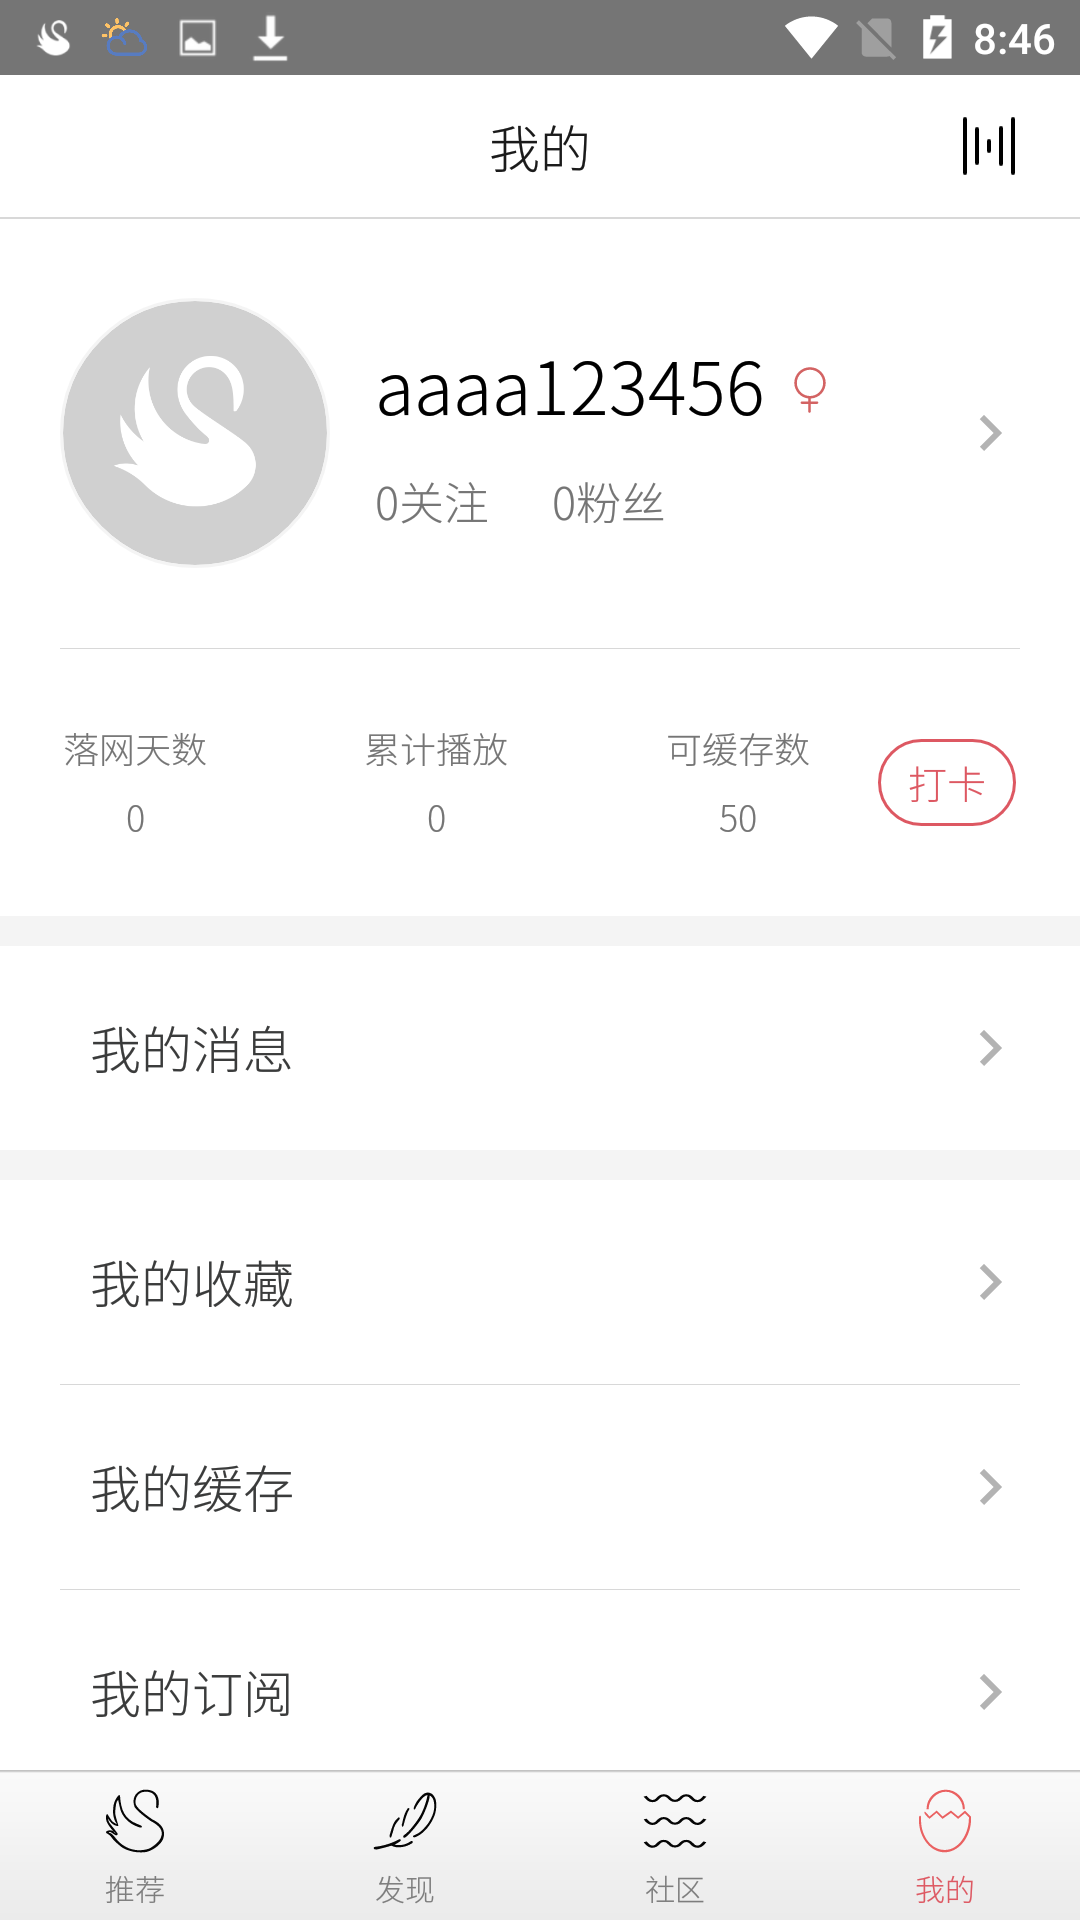 8:46
我的
aaaa123456
0关注 0粉丝
落网天数 累计播放 可缓存数
0 0 50
打卡
我的消息
我的收藏
我的缓存
我的订阅
推荐 发现 社区 我的